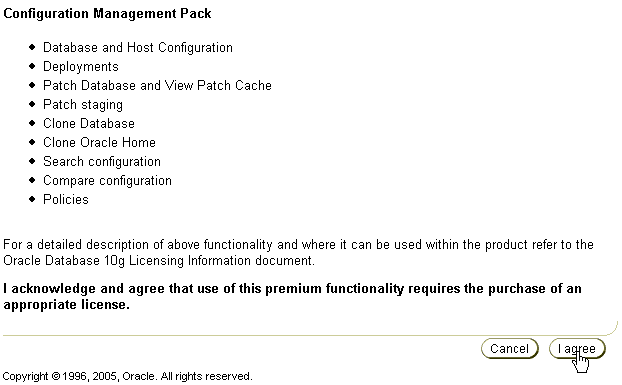 Configuration Management Pack
Database and Host Configuration
Deployments
Patch Database and View Patch Cache
Patch staging
Clone Database
Clone Oracle Home
Search configuration
Compare configuration
Policies
For a detailed description of above functionality and where it can be used within the product refer to the
Oracle Database 10g Licensing Information document.
I acknowledge and agree that use of this premium functionality requires the purchase of an
appropriate license.
Cancel I agree
Copyright © 1996, 2005, Oracle. All rights reserved.